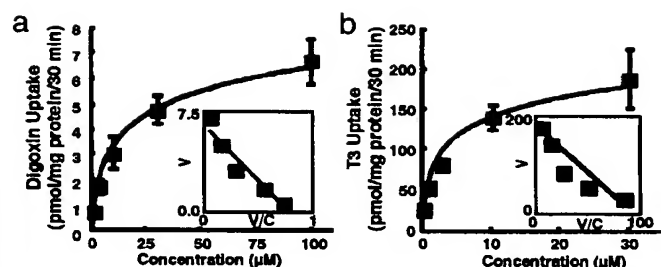 a
Digoxin Uptake
(pmol/mg protein/30 min)
8
7
6
5
4
3
2
1
0
0 25 50 75 100
Concentration (µM)
7.5
V
0.0
0 V/C 1
b
T3 Uptake
(pmol/mg protein/30 min)
250
200
150
100
50
0
0 10 20 30
Concentration (µM)
200
V
0
0 V/C 100